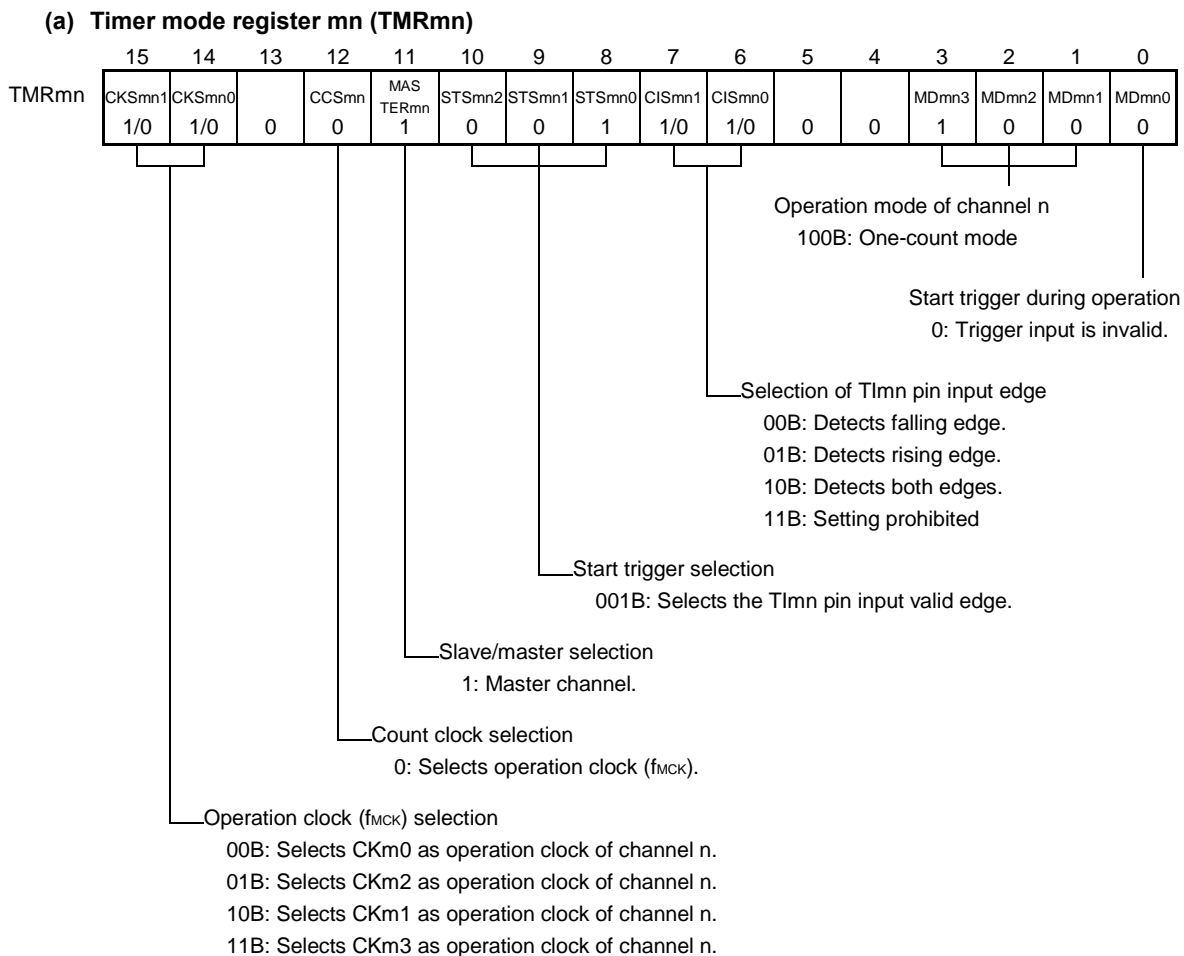 (a) Timer mode register mn (TMRmn)
15 14 13 12 11 10 9 8 7 6 5 4 3 2 1 0
TMRmn CKSmn1 CKSmn0 CCSmn MAS TERmn STSmn2 STSmn1 STSmn0 CISmn1 CISmn0 MDmn3 MDmn2 MDmn1 MDmn0
1/0 1/0 0 0 1 0 0 1 1/0 1/0 0 0 1 0 0 0
Operation mode of channel n
100B: One-count mode
Start trigger during operation
0: Trigger input is invalid.
Selection of TImn pin input edge
00B: Detects falling edge.
01B: Detects rising edge.
10B: Detects both edges.
11B: Setting prohibited
Start trigger selection
001B: Selects the TImn pin input valid edge.
Slave/master selection
1: Master channel.
Count clock selection
0: Selects operation clock (fMCK).
Operation clock (fMCK) selection
00B: Selects CKm0 as operation clock of channel n.
01B: Selects CKm2 as operation clock of channel n.
10B: Selects CKm1 as operation clock of channel n.
11B: Selects CKm3 as operation clock of channel n.